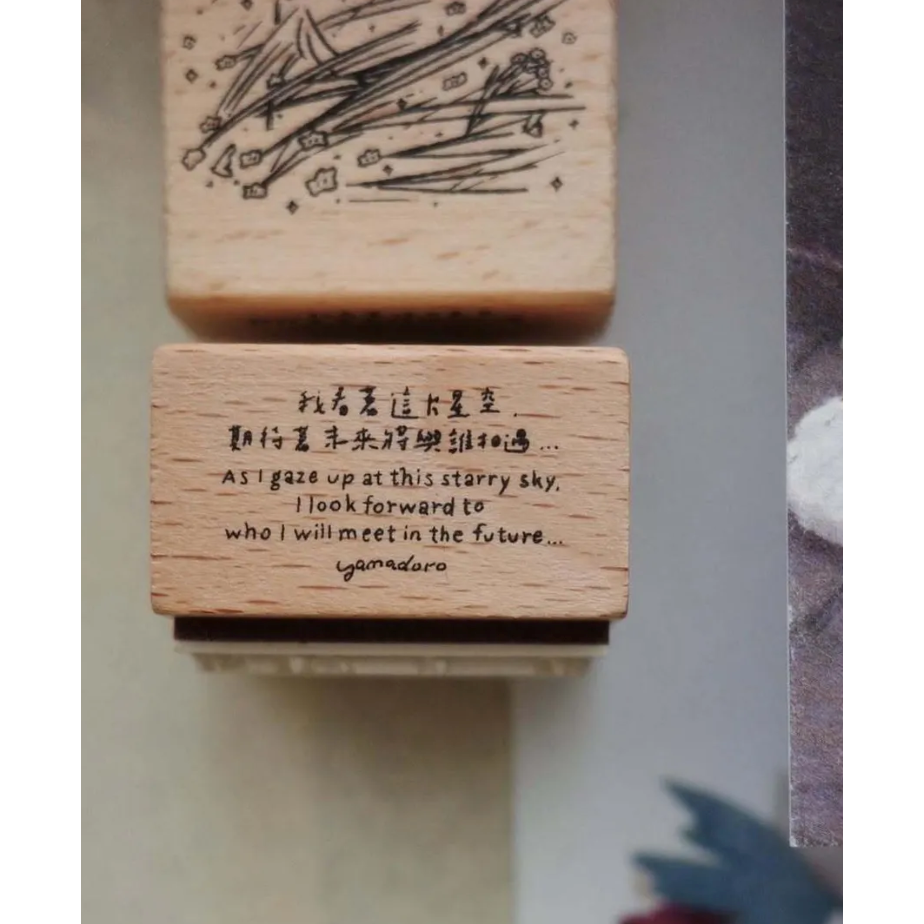 我看著這片星空,
期待著未來將與誰相遇...
As I gaze up at this starry sky,
I look forward to
who I will meet in the future...
yamadoro